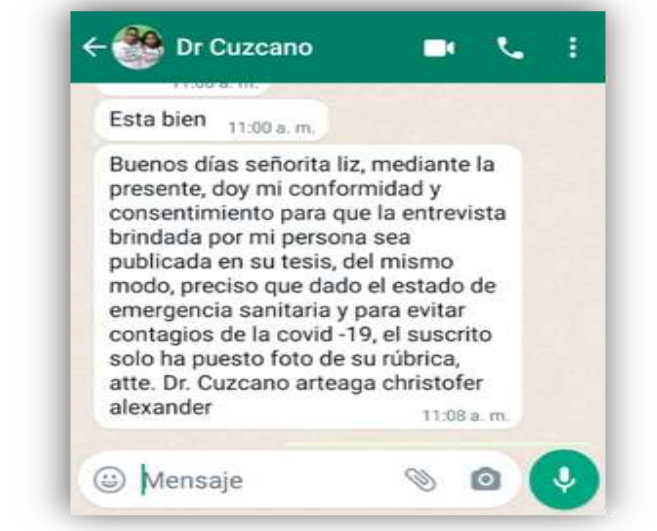 Dr Cuzcano
Esta bien 11:00 a. m.
Buenos días señorita liz, mediante la
presente, doy mi conformidad y
consentimiento para que la entrevista
brindada por mi persona sea
publicada en su tesis, del mismo
modo, preciso que dado el estado de
emergencia sanitaria y para evitar
contagios de la covid -19, el suscrito
solo ha puesto foto de su rúbrica,
atte. Dr. Cuzcano arteaga christofer
alexander
11:08 a. m.
Mensaje